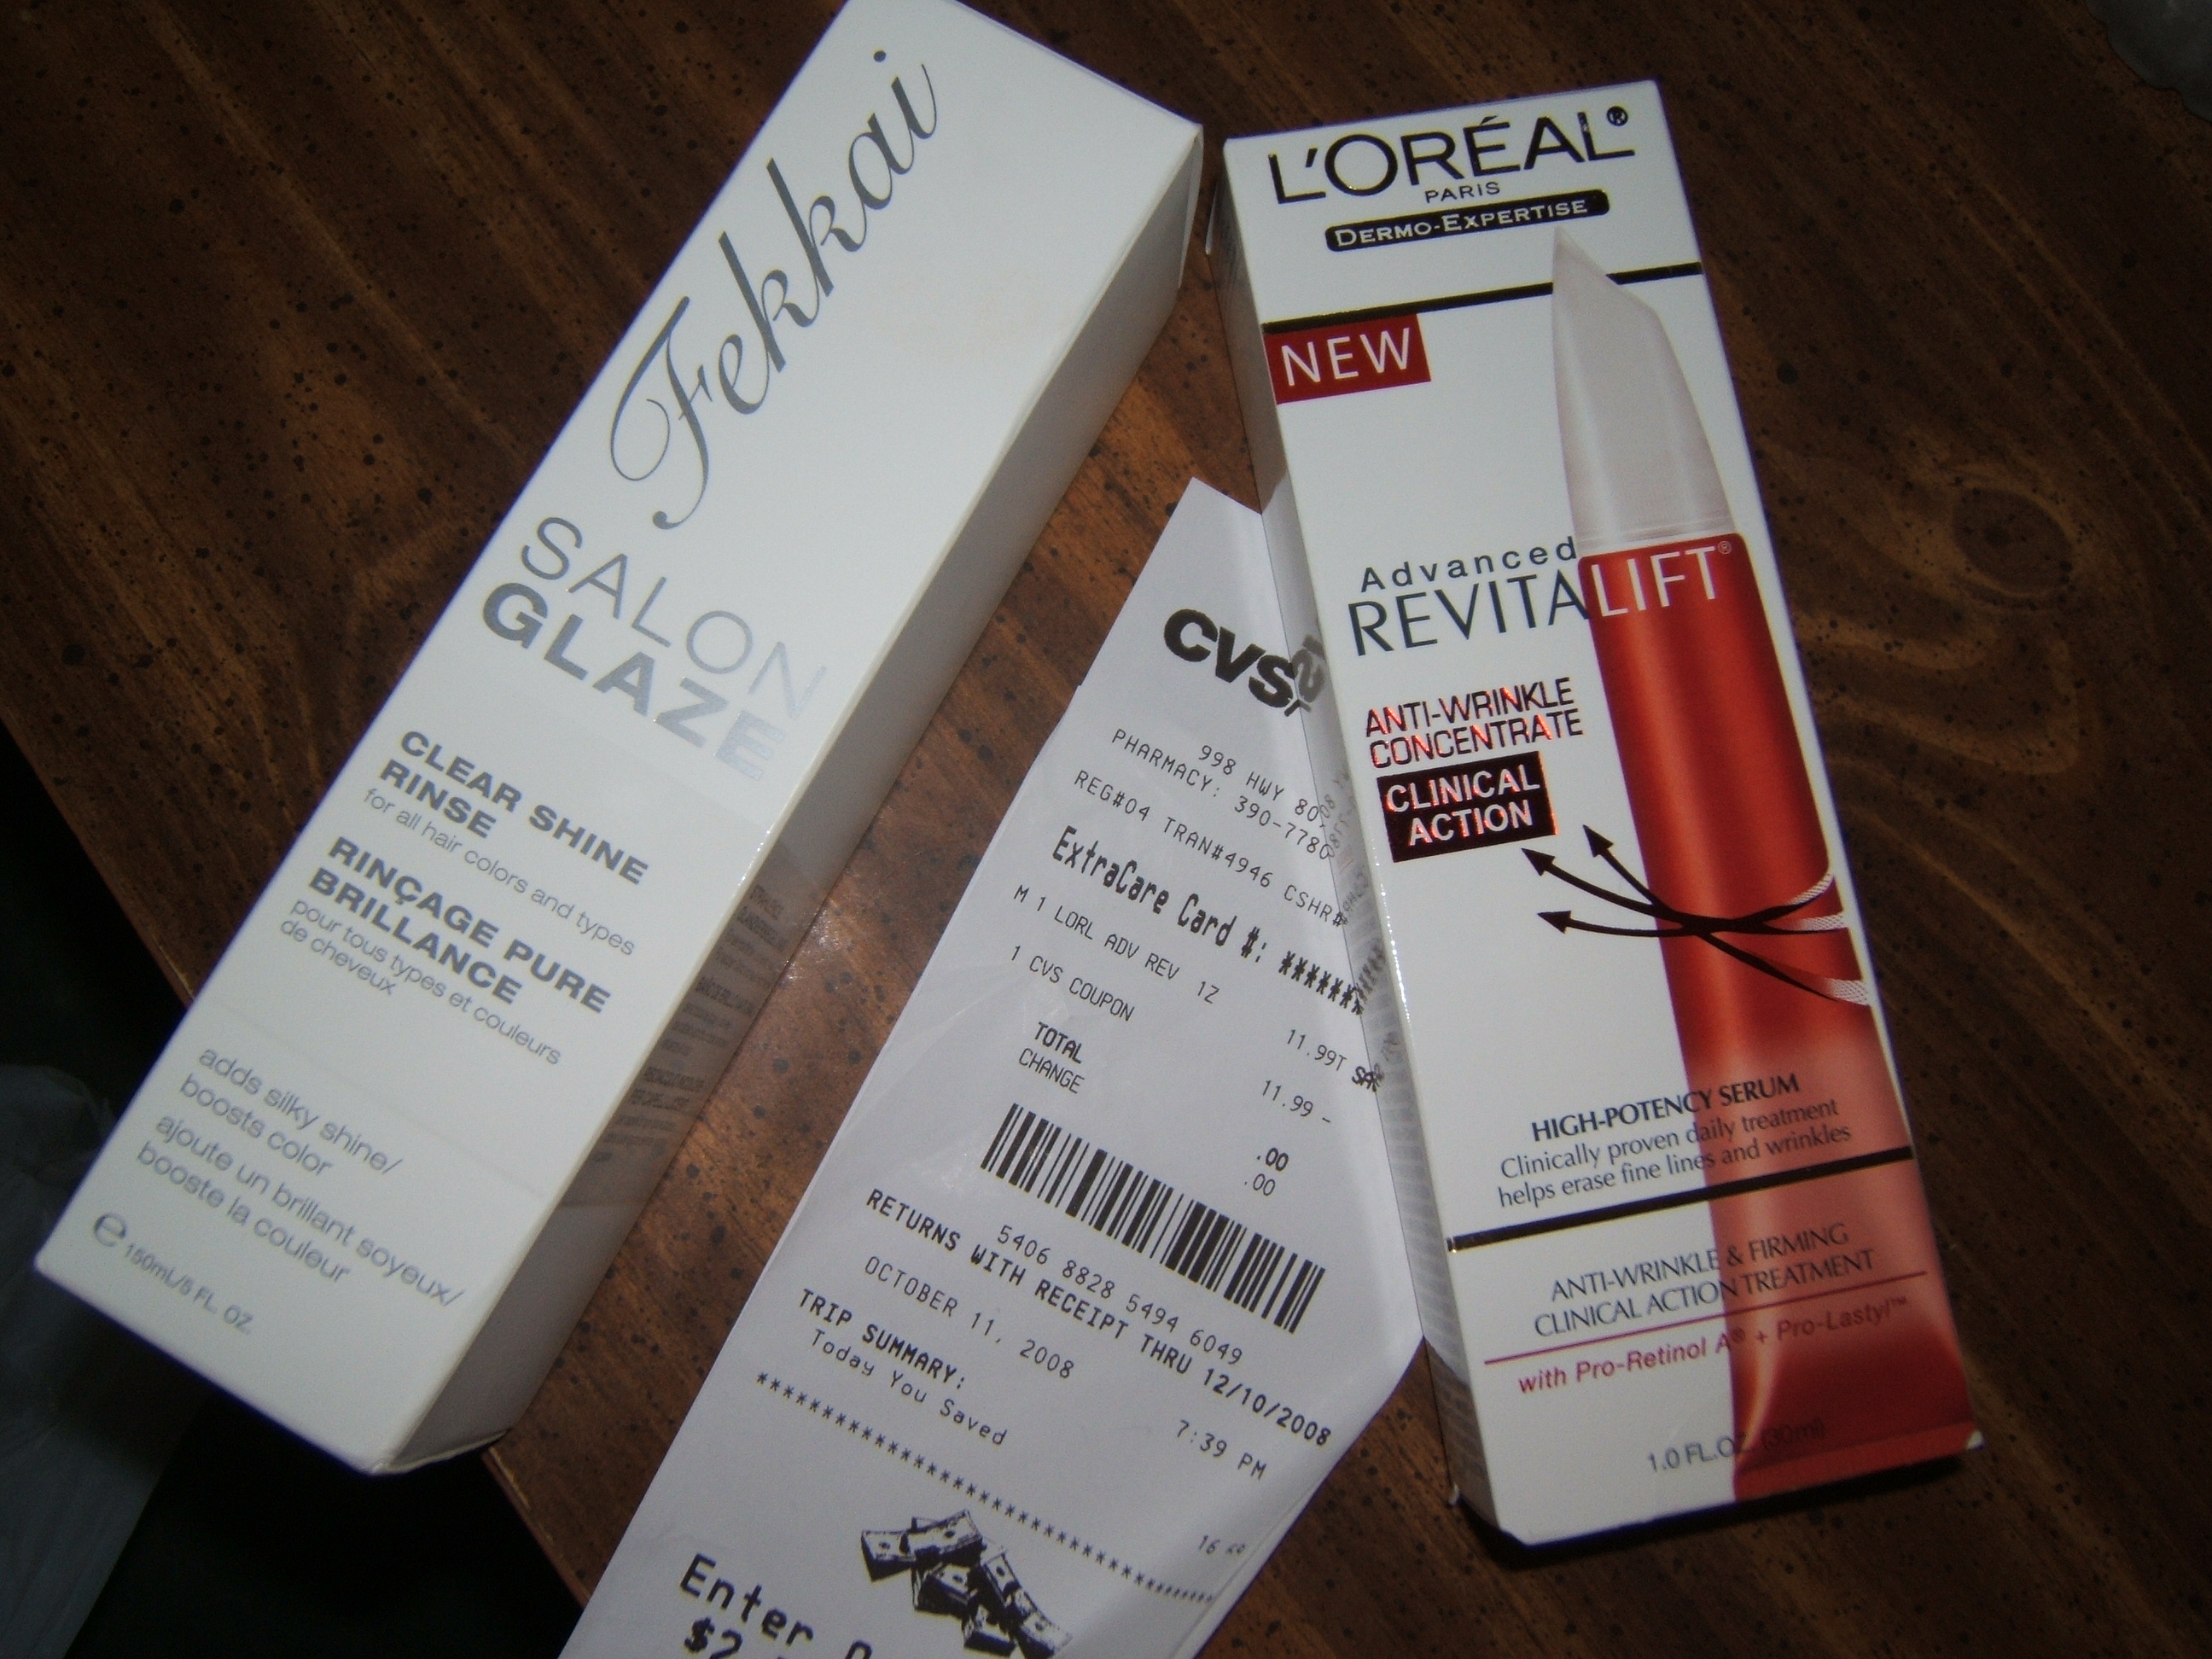 Fekkai
SALON
GLAZE
CLEAR SHINE
RINSE
for all hair colors and types
RINÇAGE PURE
BRILLANCE
pour tous types et couleurs
de cheveux
adds silky shine/
boosts color
ajoute un brillant soyeux/
booste la couleur
e 150mL/5 FL. OZ.
CVS
998 HWY 80
PHARMACY: 390-7780
REG#04 TRAN#4946 CSHR#
ExtraCare Card #: *******
M 1 LORL ADV REV 1Z 11.99T
1 CVS COUPON 11.99 -
TOTAL .00
CHANGE .00
5406 8828 5494 6049
RETURNS WITH RECEIPT THRU 12/10/2008
OCTOBER 11, 2008 7:39 PM
TRIP SUMMARY:
Today You Saved 16
Enter
L'ORÉAL®
PARIS
DERMO-EXPERTISE
NEW
Advanced
REVITALIFT®
ANTI-WRINKLE
CONCENTRATE
CLINICAL
ACTION
HIGH-POTENCY SERUM
Clinically proven daily treatment
helps erase fine lines and wrinkles
ANTI-WRINKLE & FIRMING
CLINICAL ACTION TREATMENT
with Pro-Retinol A® + Pro-Lastyl™
1.0 FL.OZ. (30ml)